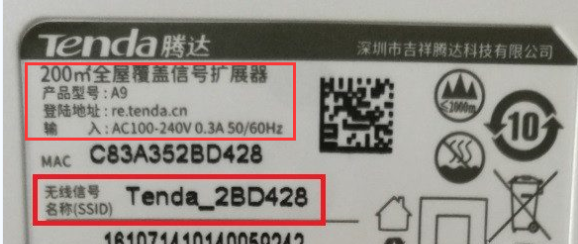 Tenda腾达 深圳市吉祥腾达科技有限公司
200㎡全屋覆盖信号扩展器
产品型号：A9
登陆地址：re.tenda.cn
输 入：AC100-240V 0.3A 50/60Hz
≤2000m
10
MAC C83A352BD428
无线信号
名称(SSID) Tenda_2BD428